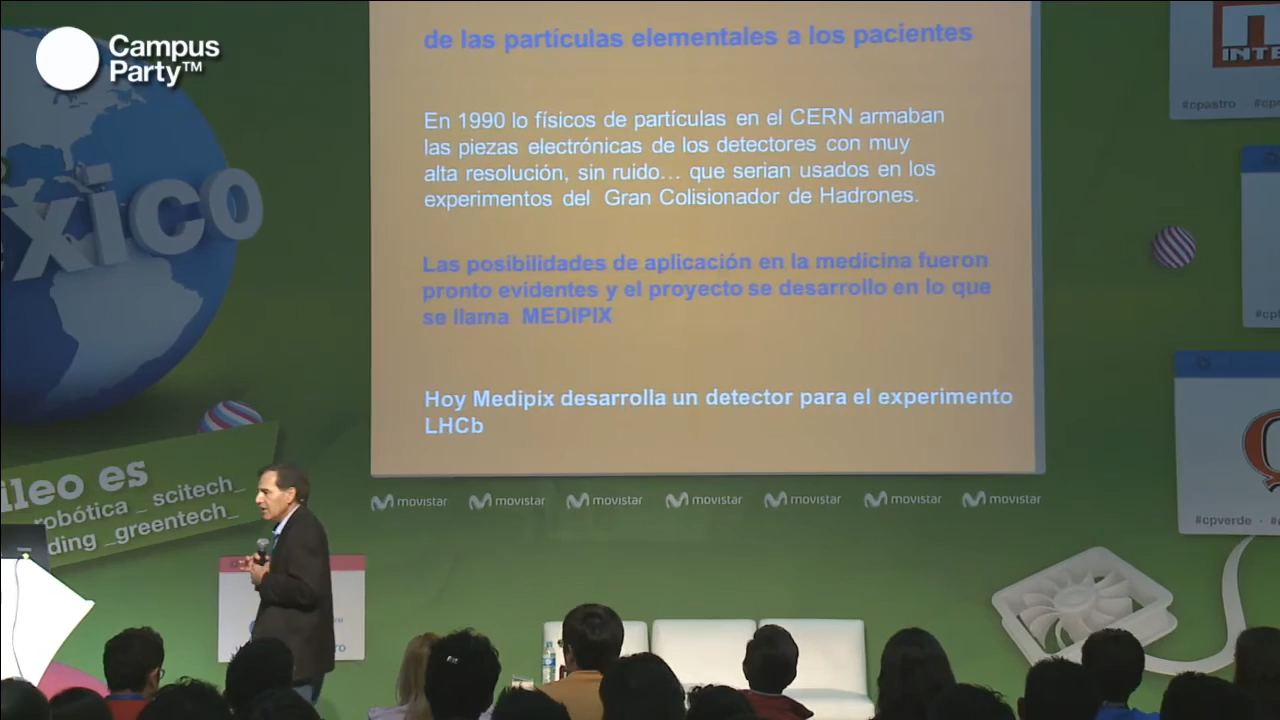 Campus
Party™
de las partículas elementales a los pacientes
En 1990 lo físicos de partículas en el CERN armaban
las piezas electrónicas de los detectores con muy
alta resolución, sin ruido... que serian usados en los
experimentos del Gran Colisionador de Hadrones.
Las posibilidades de aplicación en la medicina fueron
pronto evidentes y el proyecto se desarrollo en lo que
se llama MEDIPIX
Hoy Medipix desarrolla un detector para el experimento
LHCb
movistar movistar movistar movistar movistar movistar movistar
xico
ileo es
robótica _ scitech_
ding _greentech_
INTE
#cpastro
#cpverde